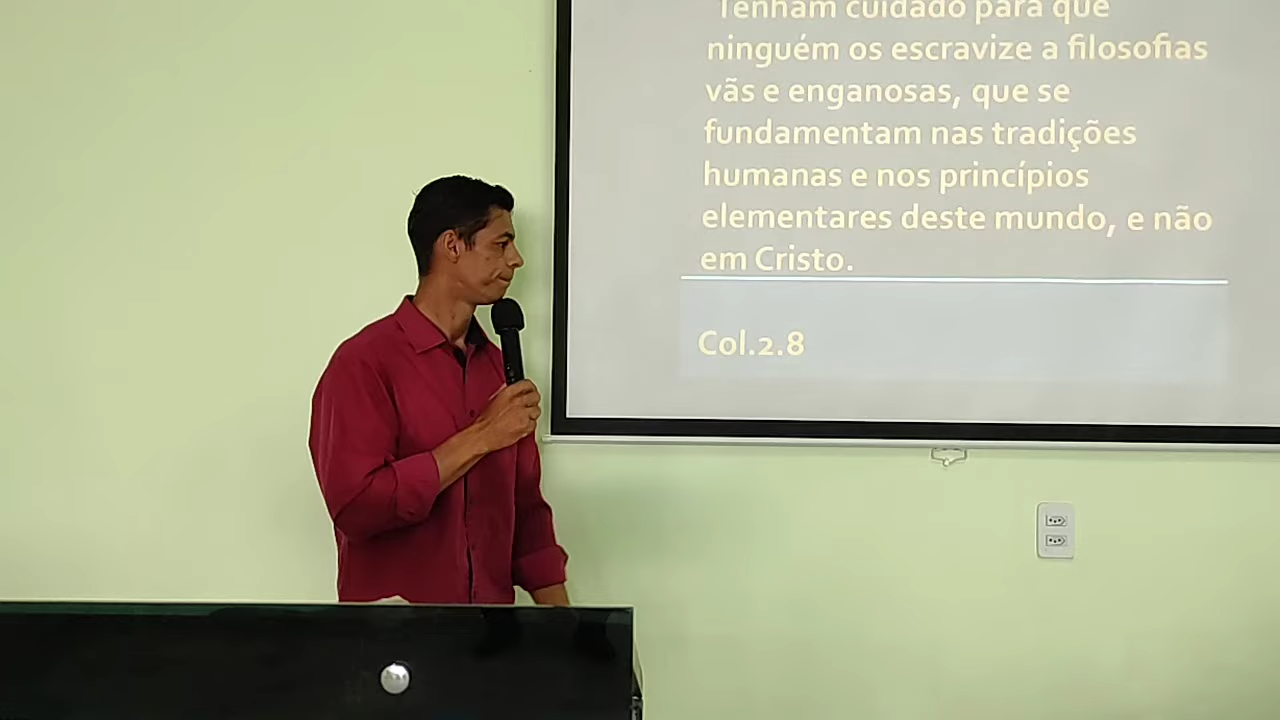 Tenham cuidado para que
ninguém os escravize a filosofias
vãs e enganosas, que se
fundamentam nas tradições
humanas e nos princípios
elementares deste mundo, e não
em Cristo.
Col.2.8